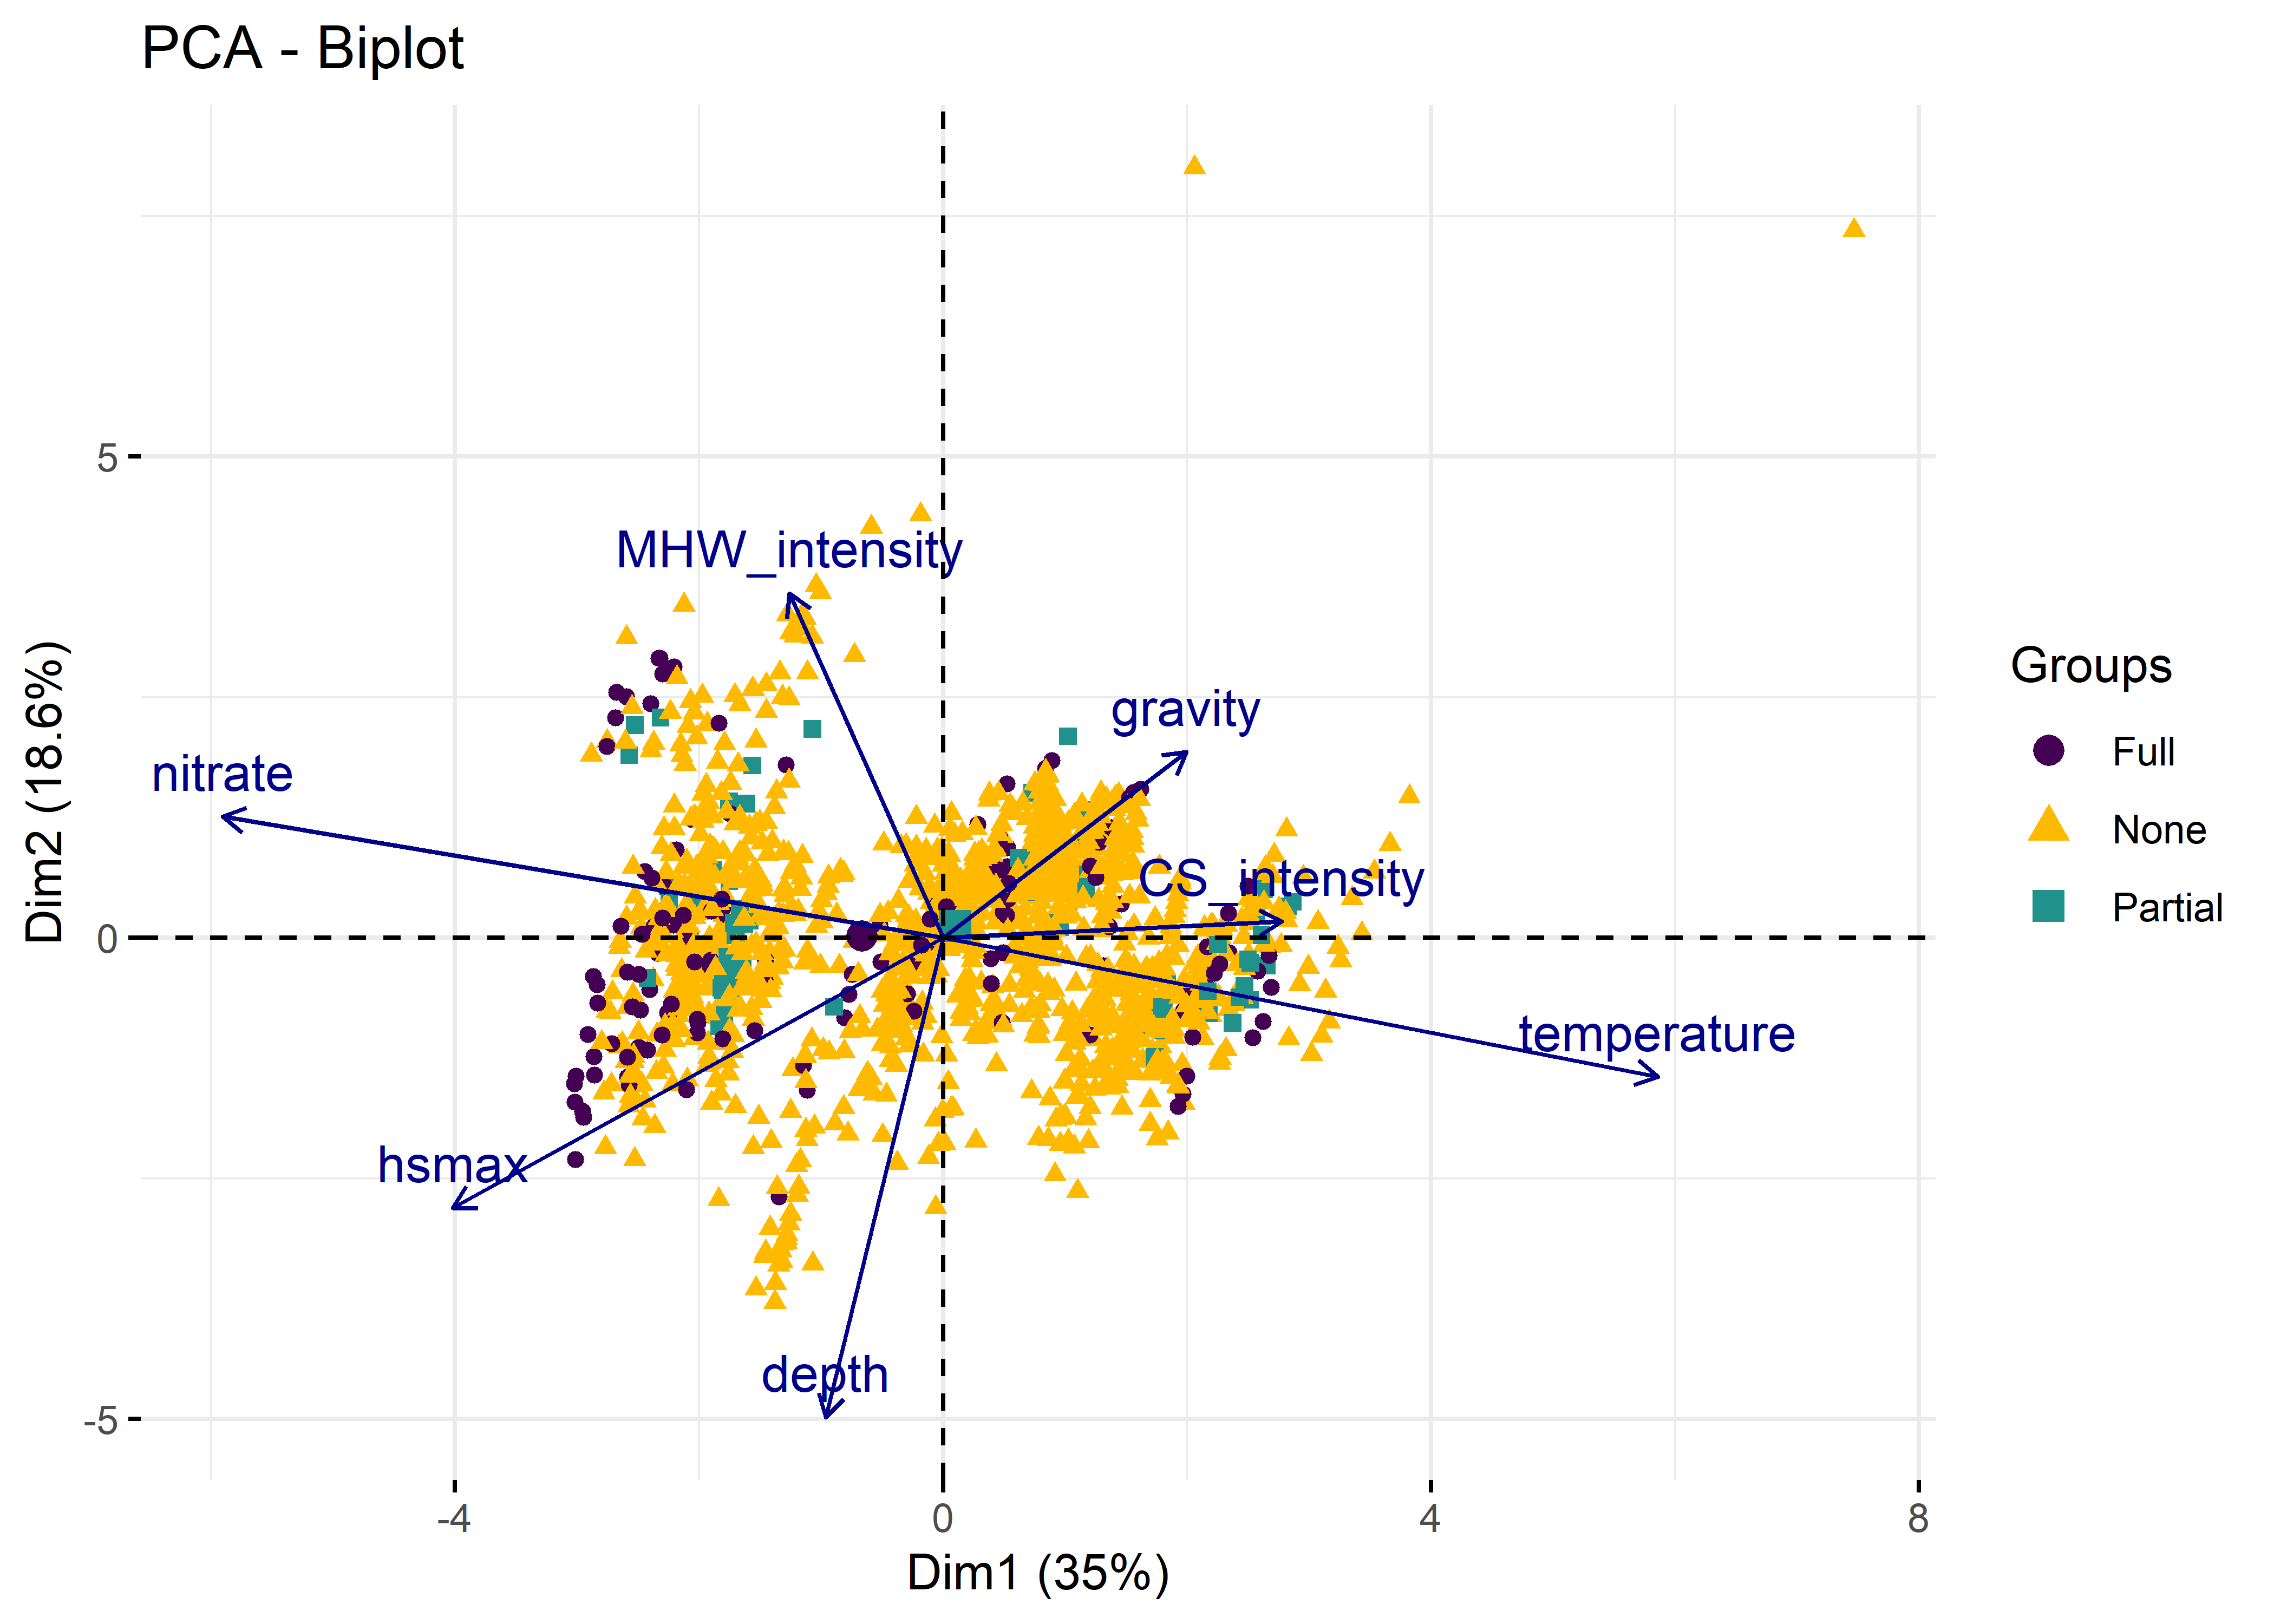 PCA - Biplot
MHW_intensity
gravity
nitrate
CS_intensity
temperature
hsmax
depth
Dim2 (18.6%)
5
0
-5
-4
0
4
8
Dim1 (35%)
Groups
Full
None
Partial